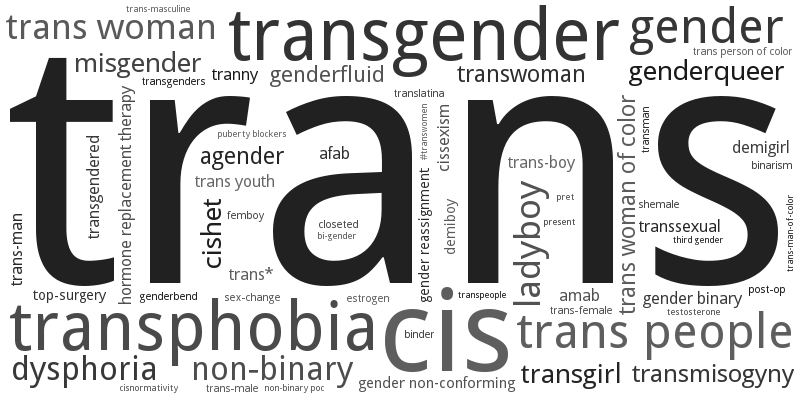 trans-masculine
trans woman
transgender
gender
trans person of color
misgender
transgenders
tranny
genderfluid
transwoman
genderqueer
trans
translatina
hormone replacement therapy
transgendered
puberty blockers
agender
afab
#transwomen
cissexism
trans-boy
trans woman of color
transman
demigirl
binarism
trans youth
cishet
femboy
closeted
bi-gender
gender reassignment
demiboy
ladyboy
pret
present
shemale
transsexual
third gender
trans-man-of-color
trans-man
trans*
top-surgery
genderbend
sex-change
estrogen
transpeople
amab
trans-female
gender binary
post-op
testosterone
transphobia
cis
binder
trans people
dysphoria
non-binary
cisnormativity
trans-male
non-binary poc
gender non-conforming
transgirl
transmisogyny